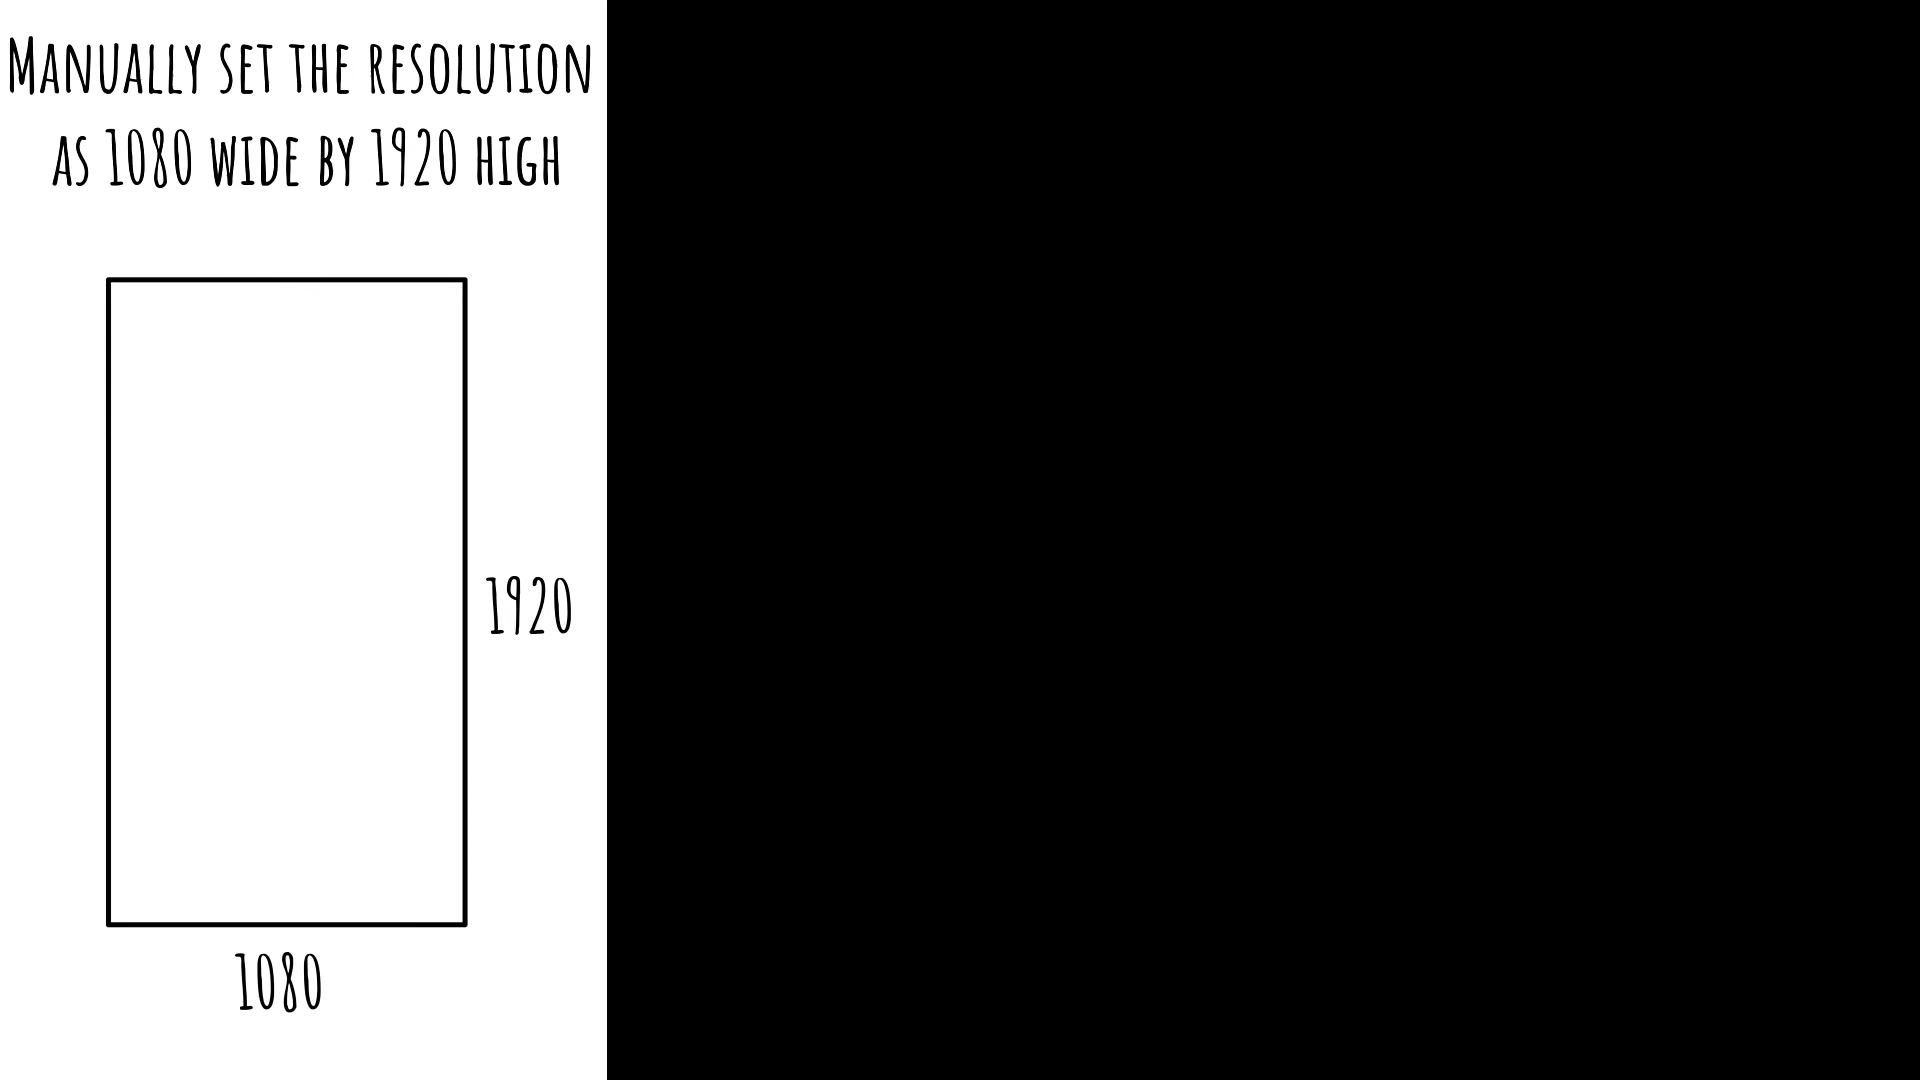 Manually set the resolution
as 1080 wide by 1920 high
1920
1080